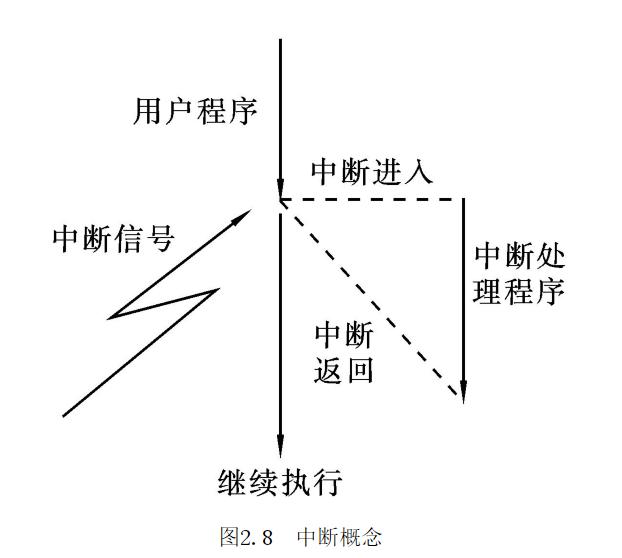 用户程序
中断进入
中断信号
中断处
理程序
中断
返回
继续执行
图2.8 中断概念